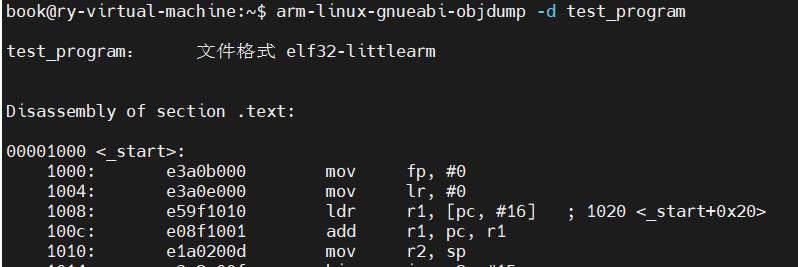 book@ry-virtual-machine:~$ arm-linux-gnueabi-objdump -d test_program
test_program：     文件格式 elf32-littlearm
Disassembly of section .text:
00001000 <_start>:
    1000:       e3a0b000        mov     fp, #0
    1004:       e3a0e000        mov     lr, #0
    1008:       e59f1010        ldr     r1, [pc, #16]   ; 1020 <_start+0x20>
    100c:       e08f1001        add     r1, pc, r1
    1010:       e1a0200d        mov     r2, sp